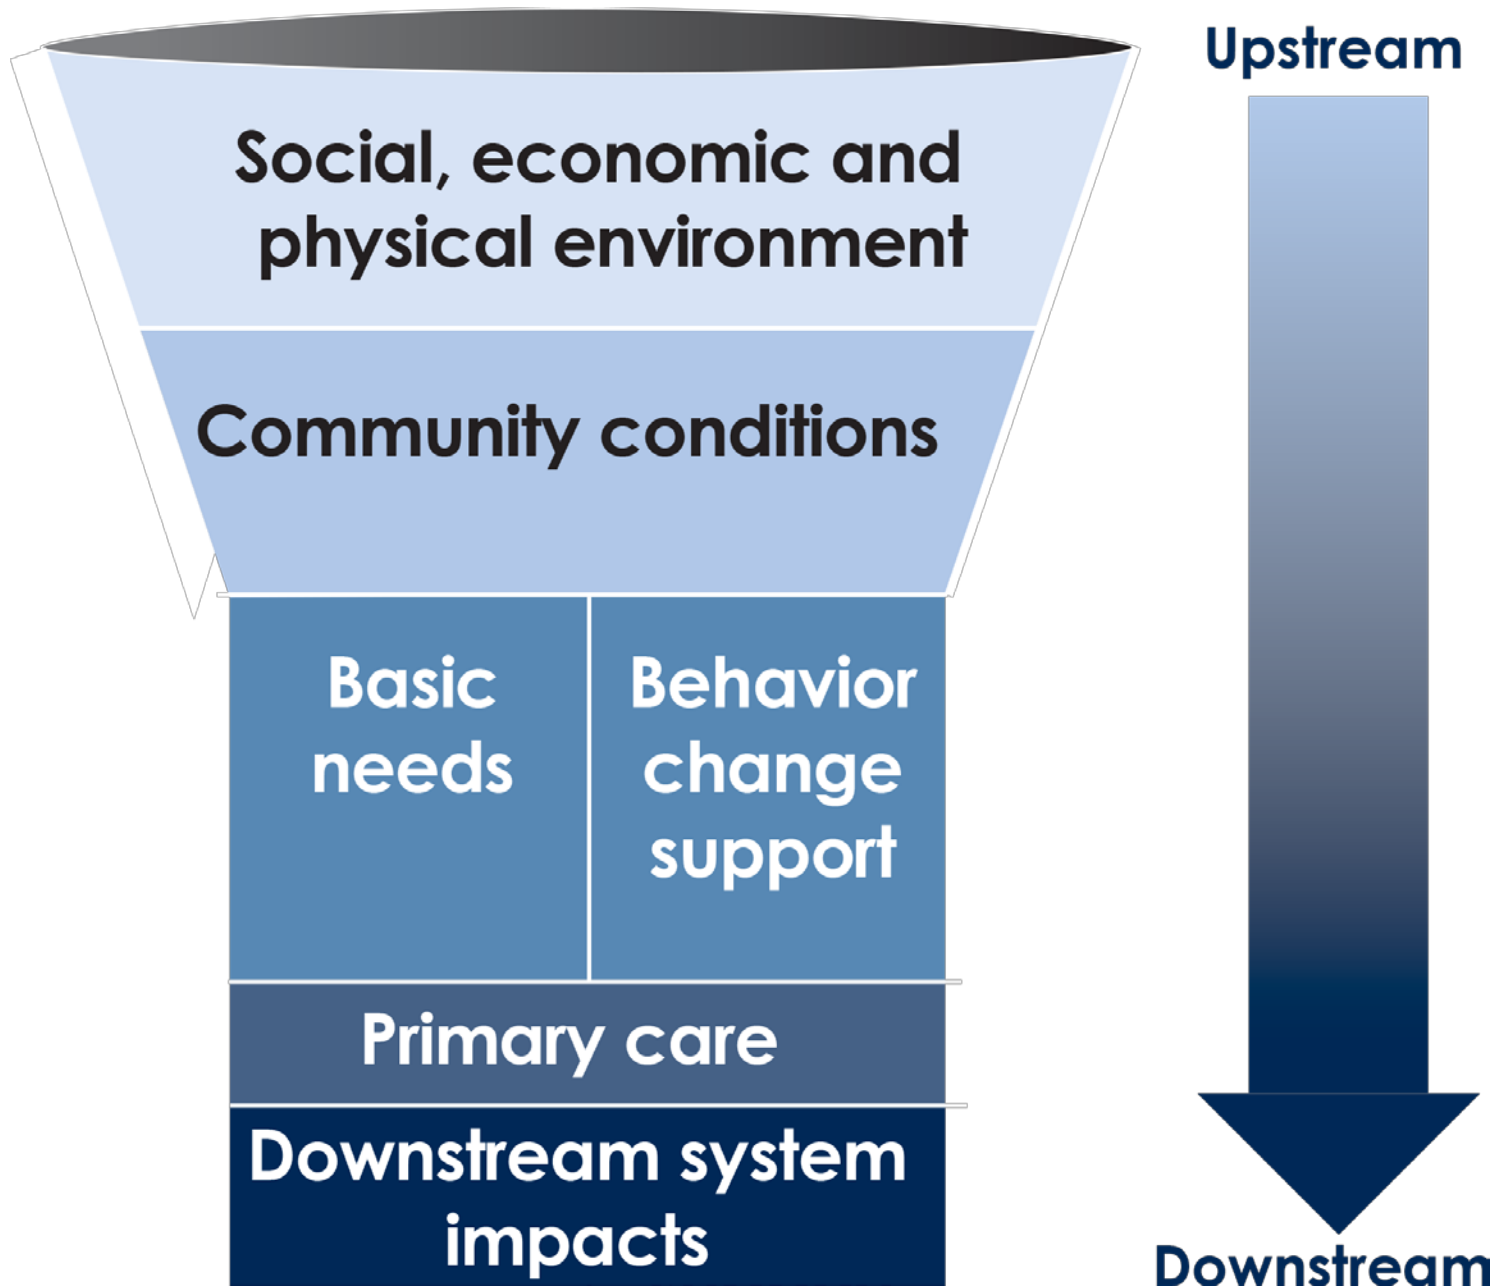 Upstream
Social, economic and
physical environment
Community conditions
Basic
needs
Behavior
change
support
Primary care
Downstream system
impacts
Downstream